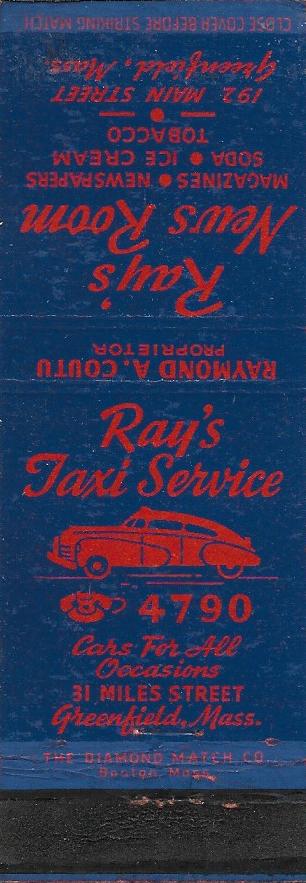 CLOSE COVER BEFORE STRIKING MATCH
Ray's
News Room
MAGAZINES • NEWSPAPERS
SODA • ICE CREAM
TOBACCO
192 MAIN STREET
Greenfield, Mass.
RAYMOND A. COUTU
PROPRIETOR
Ray's
Taxi Service
4790
Cars For All
Occasions
31 MILES STREET
Greenfield, Mass.
THE DIAMOND MATCH CO.
Boston Mass.